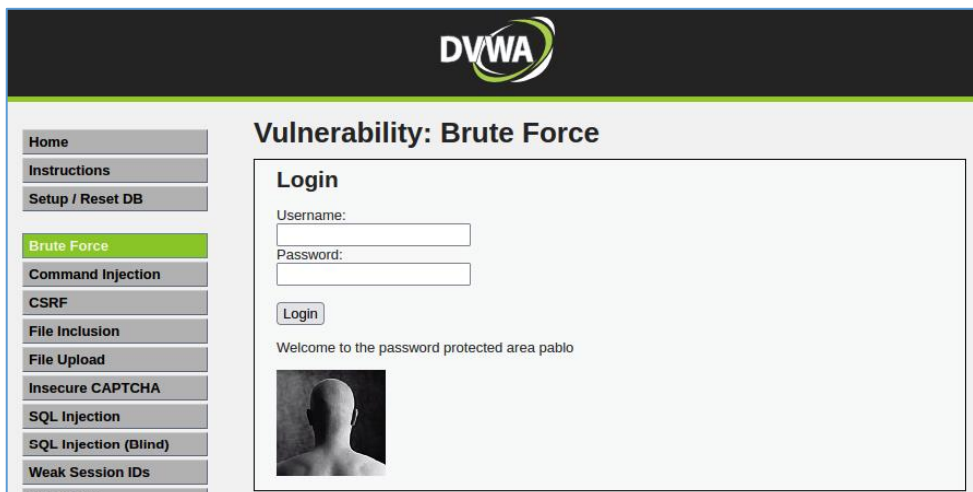 DVWA
Home
Instructions
Setup / Reset DB
Brute Force
Command Injection
CSRF
File Inclusion
File Upload
Insecure CAPTCHA
SQL Injection
SQL Injection (Blind)
Weak Session IDs
Vulnerability: Brute Force
Login
Username:
Password:
Login
Welcome to the password protected area pablo